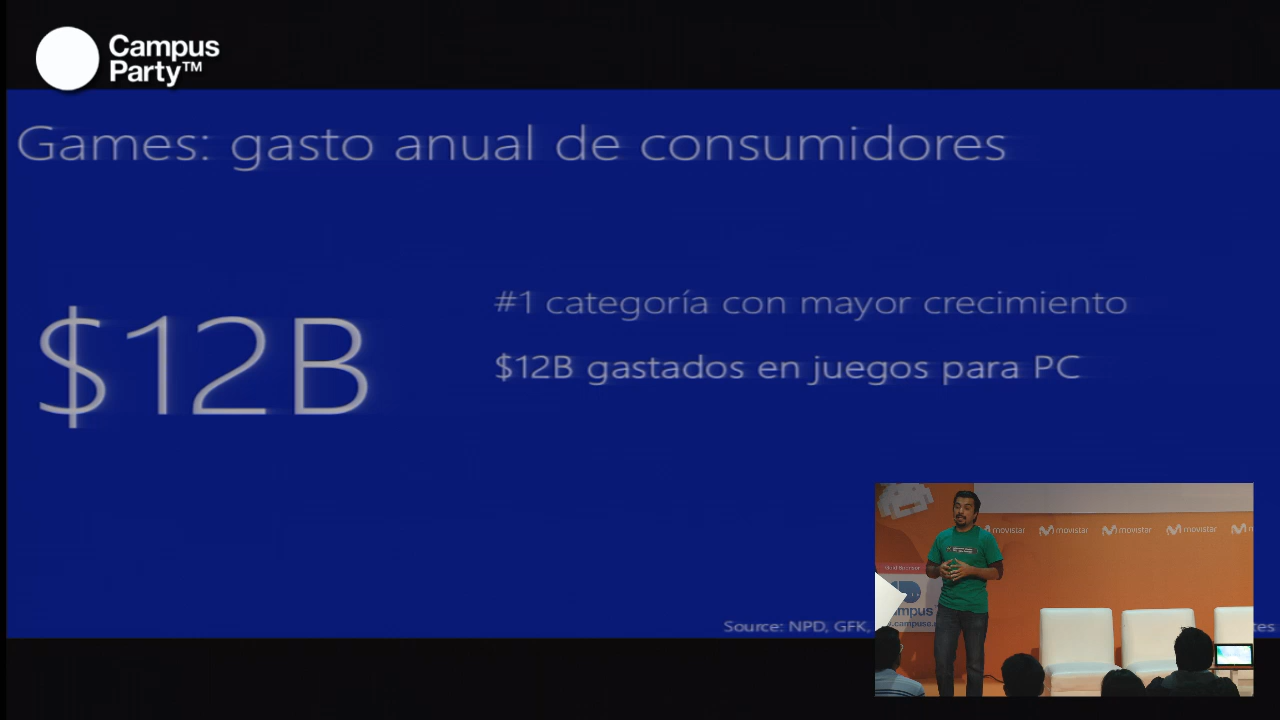 Campus
Party™
Games: gasto anual de consumidores
$12B
#1 categoría con mayor crecimiento
$12B gastados en juegos para PC
Source: NPD, GFK,
movistar
movistar
movistar
movistar